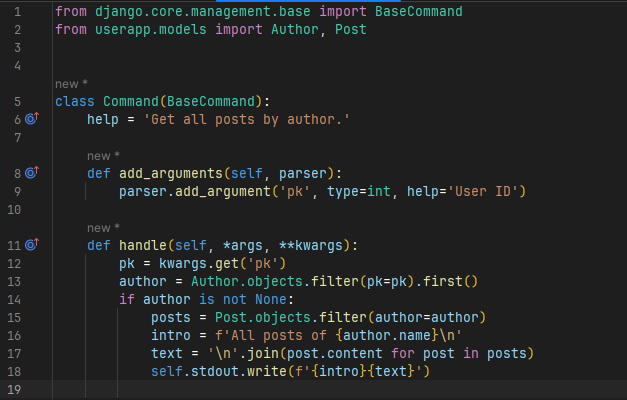 1 from django.core.management.base import BaseCommand
2 from userapp.models import Author, Post
3
4
new *
5 class Command(BaseCommand):
6     help = 'Get all posts by author.'
7
new *
8     def add_arguments(self, parser):
9         parser.add_argument('pk', type=int, help='User ID')
10
new *
11     def handle(self, *args, **kwargs):
12         pk = kwargs.get('pk')
13         author = Author.objects.filter(pk=pk).first()
14         if author is not None:
15             posts = Post.objects.filter(author=author)
16             intro = f'All posts of {author.name}\n'
17             text = '\n'.join(post.content for post in posts)
18             self.stdout.write(f'{intro}{text}')
19